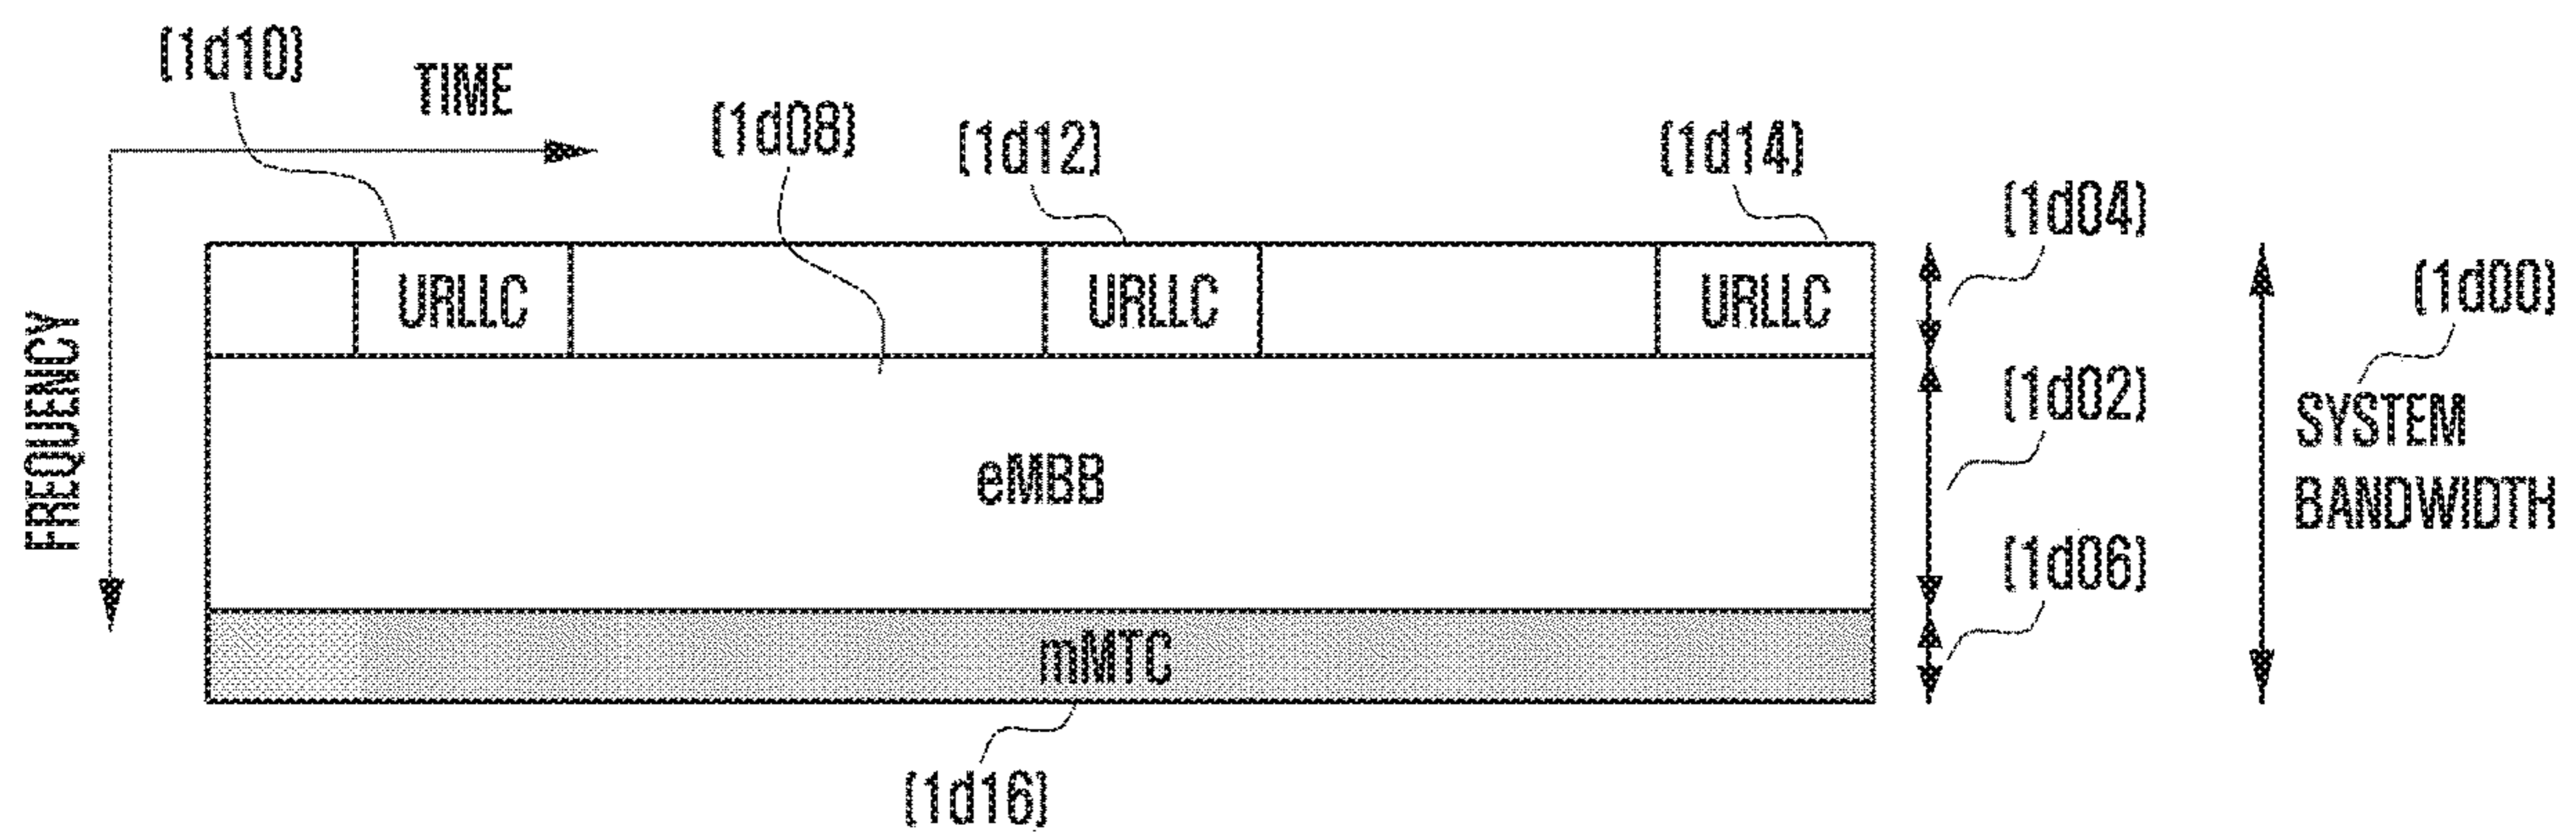 (1d10)
TIME
(1d08)
(1d12)
(1d14)
(1d04)
(1d00)
URLLC
URLLC
URLLC
FREQUENCY
(1d02)
SYSTEM
BANDWIDTH
eMBB
(1d06)
mMTC
(1d16)